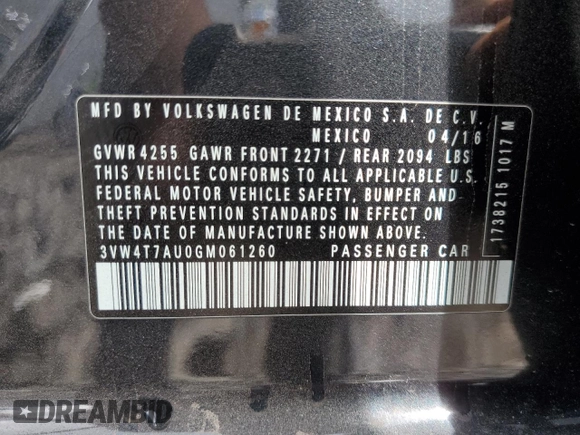 MFD BY VOLKSWAGEN DE MEXICO S.A. DE C.V.
MEXICO 04/16
GVWR 4255 GAWR FRONT 2271 / REAR 2094 LBS
THIS VEHICLE CONFORMS TO ALL APPLICABLE U.S.
FEDERAL MOTOR VEHICLE SAFETY, BUMPER AND
THEFT PREVENTION STANDARDS IN EFFECT ON
THE DATE OF MANUFACTURE SHOWN ABOVE.
3VW4T7AU0GM061260 PASSENGER CAR
1738215 1017 M
DREAMBID